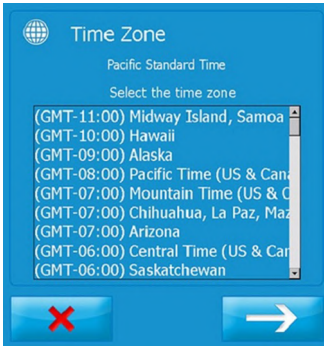 Time Zone
Pacific Standard Time
Select the time zone
(GMT-11:00) Midway Island, Samoa
(GMT-10:00) Hawaii
(GMT-09:00) Alaska
(GMT-08:00) Pacific Time (US & Cana
(GMT-07:00) Mountain Time (US & C
(GMT-07:00) Chihuahua, La Paz, Maz
(GMT-07:00) Arizona
(GMT-06:00) Central Time (US & Can
(GMT-06:00) Saskatchewan